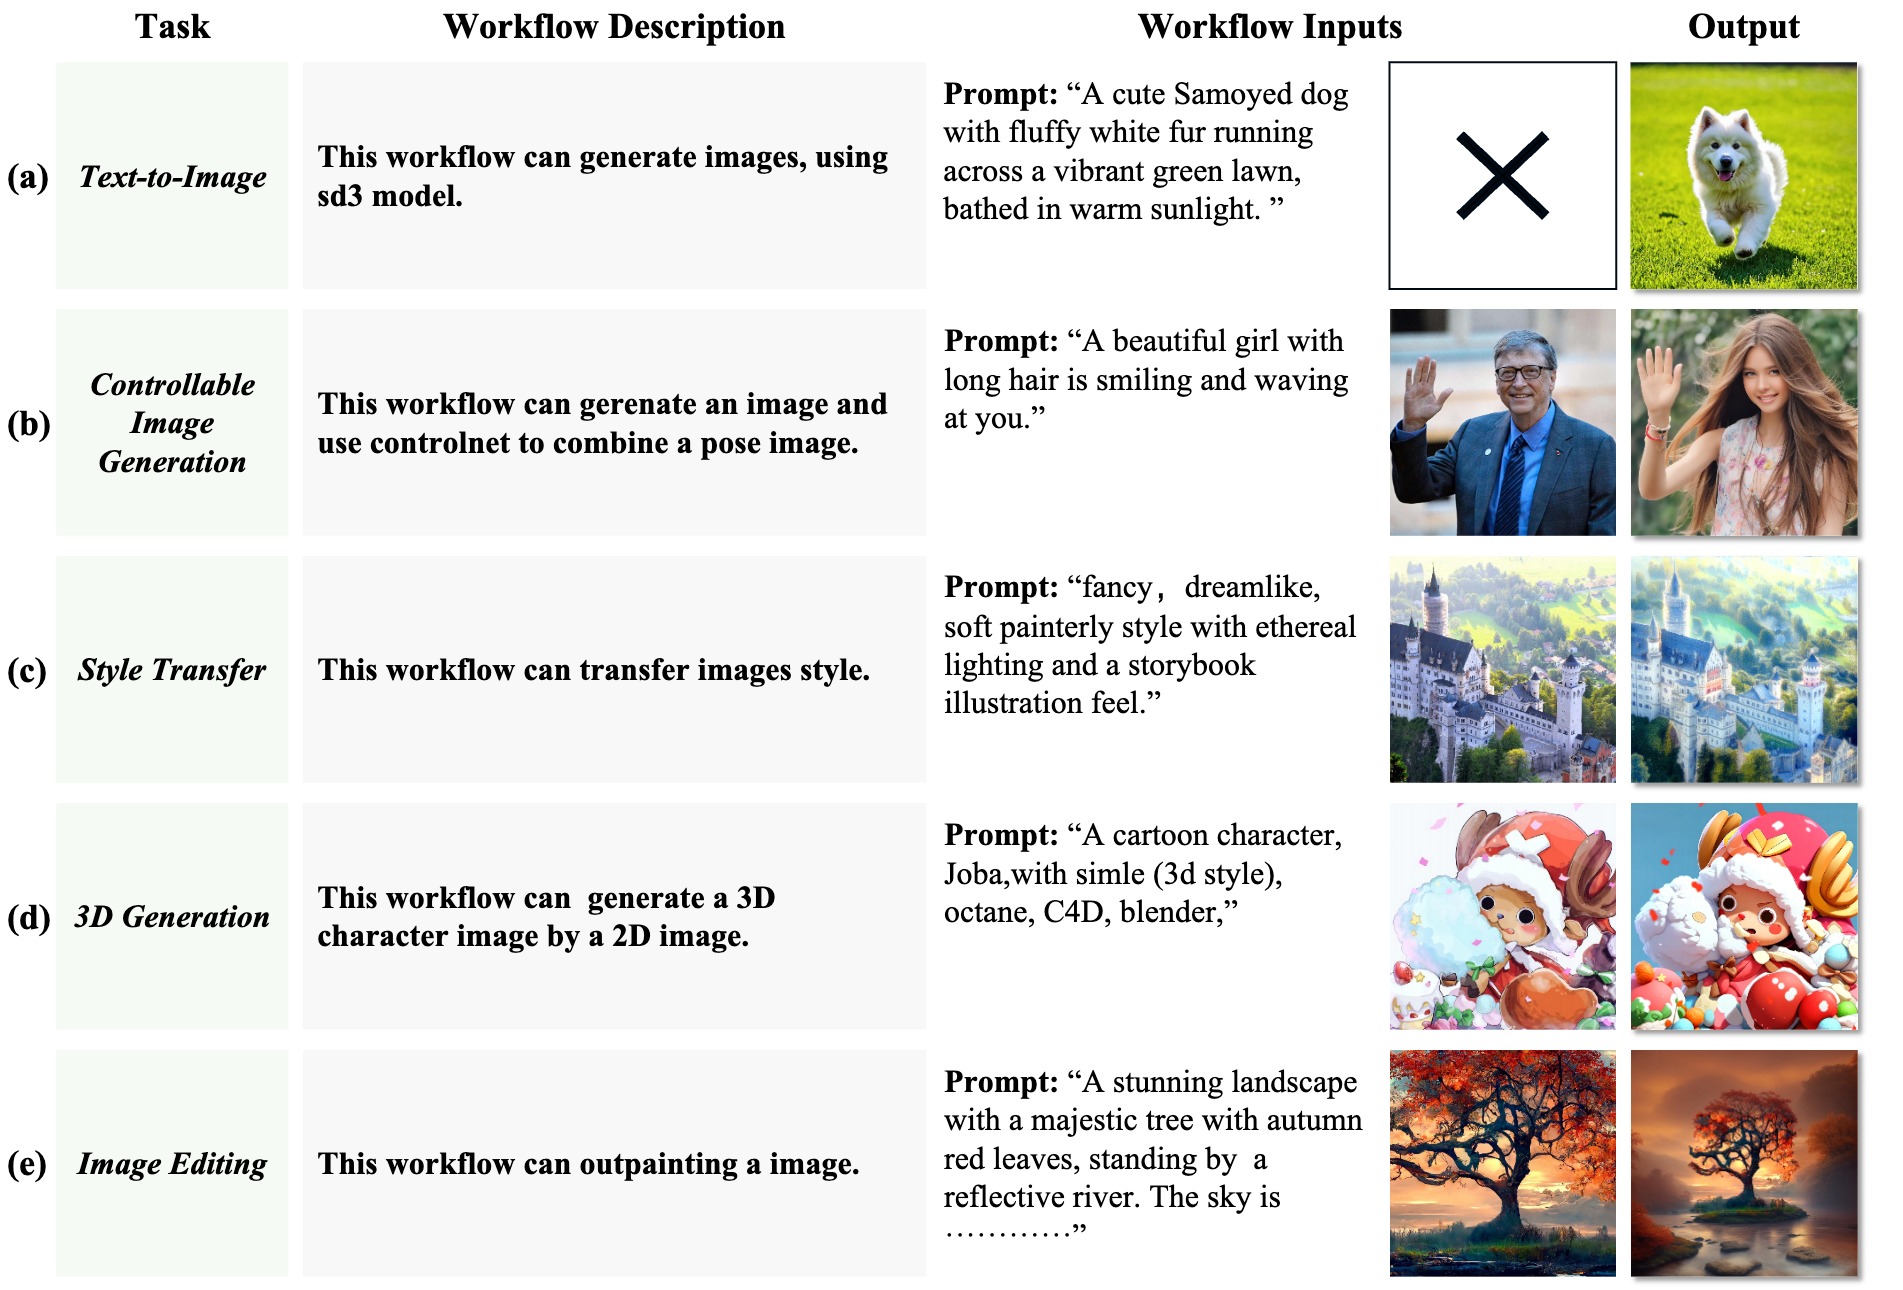 Task
Workflow Description
Workflow Inputs
Output
(a)
Text-to-Image
This workflow can generate images, using
sd3 model.
Prompt: “A cute Samoyed dog
with fluffy white fur running
across a vibrant green lawn,
bathed in warm sunlight. ”
(b)
Controllable
Image
Generation
This workflow can gerenate an image and
use controlnet to combine a pose image.
Prompt: “A beautiful girl with
long hair is smiling and waving
at you.”
(c)
Style Transfer
This workflow can transfer images style.
Prompt: “fancy，dreamlike,
soft painterly style with ethereal
lighting and a storybook
illustration feel.”
(d)
3D Generation
This workflow can  generate a 3D
character image by a 2D image.
Prompt: “A cartoon character,
Joba,with simle (3d style),
octane, C4D, blender,”
(e)
Image Editing
This workflow can outpainting a image.
Prompt: “A stunning landscape
with a majestic tree with autumn
red leaves, standing by  a
reflective river. The sky is
…………”